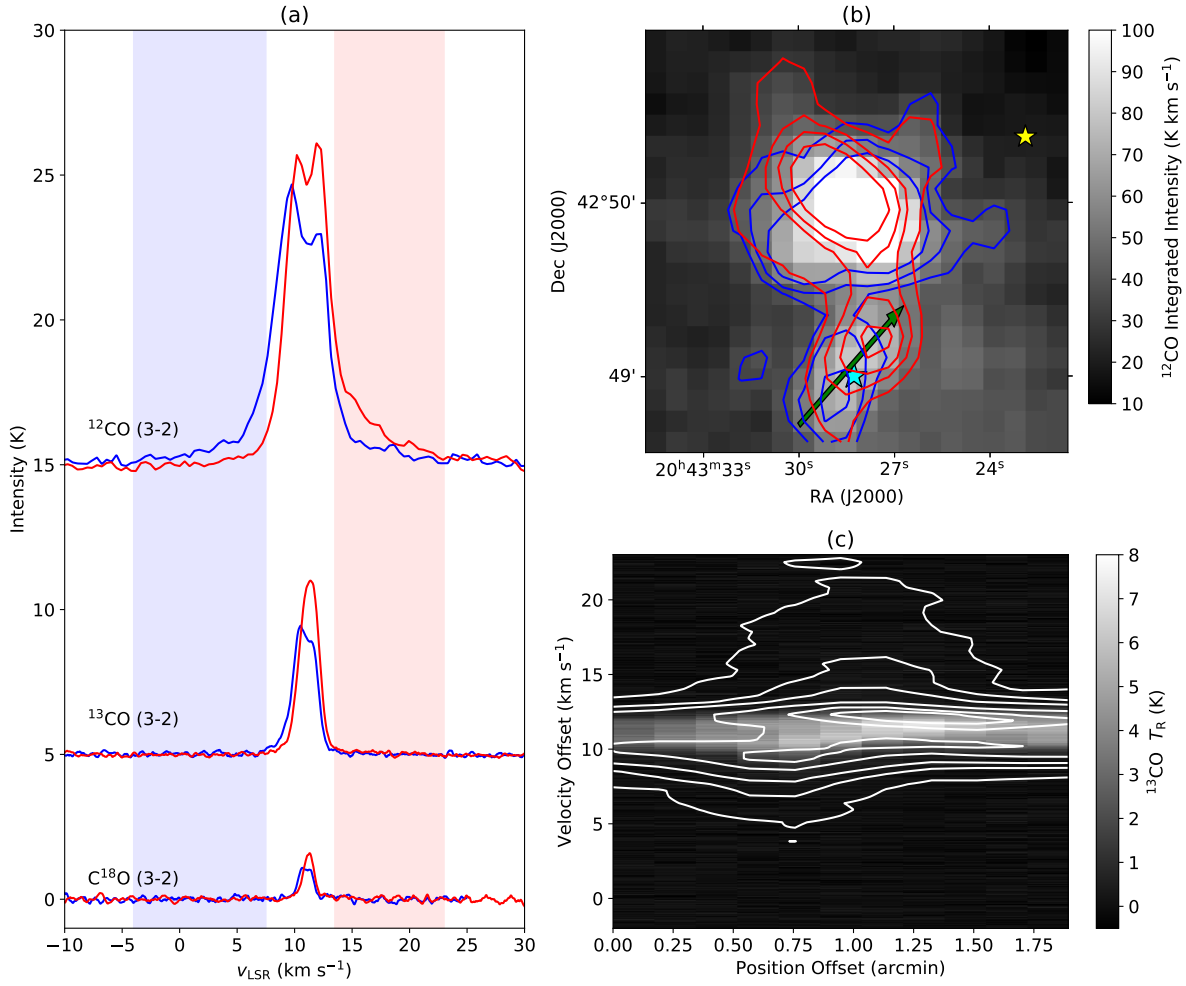 (a)
30
25
20
15
10
5
0
Intensity (K)
¹²CO (3-2)
¹³CO (3-2)
C¹⁸O (3-2)
−10
−5
0
5
10
15
20
25
30
v_LSR (km s⁻¹)
(b)
Dec (J2000)
42°50'
49'
20ʰ43ᵐ33ˢ
30ˢ
27ˢ
24ˢ
RA (J2000)
100
90
80
70
60
50
40
30
20
10
¹²CO Integrated Intensity (K km s⁻¹)
(c)
Velocity Offset (km s⁻¹)
20
15
10
5
0
0.00
0.25
0.50
0.75
1.00
1.25
1.50
1.75
Position Offset (arcmin)
8
7
6
5
4
3
2
1
0
¹³CO T_R (K)